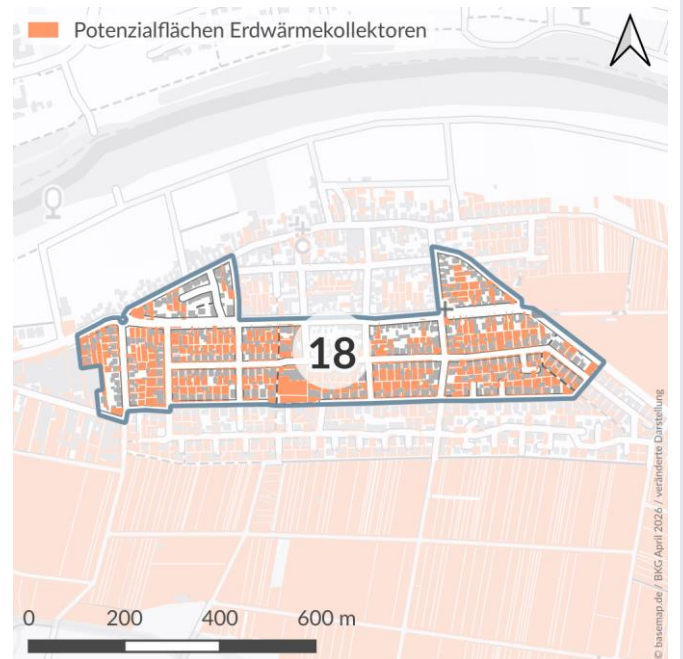 Potenzialflächen Erdwärmekollektoren
18
0 200 400 600 m
© basemap.de / BKG April 2026 / veränderte Darstellung